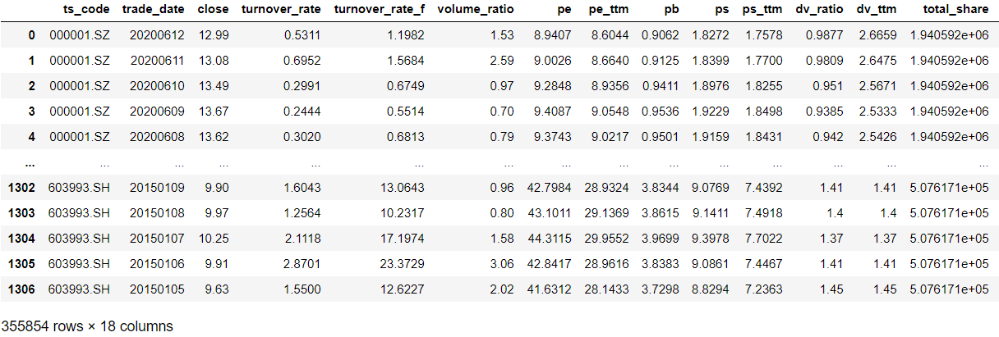 ts_code trade_date close turnover_rate turnover_rate_f volume_ratio pe pe_ttm pb ps ps_ttm dv_ratio dv_ttm total_share
0 000001.SZ 20200612 12.99 0.5311 1.1982 1.53 8.9407 8.6044 0.9062 1.8272 1.7578 0.9877 2.6659 1.940592e+06
1 000001.SZ 20200611 13.08 0.6952 1.5684 2.59 9.0026 8.6640 0.9125 1.8399 1.7700 0.9809 2.6475 1.940592e+06
2 000001.SZ 20200610 13.49 0.2991 0.6749 0.97 9.2848 8.9356 0.9411 1.8976 1.8255 0.951 2.5671 1.940592e+06
3 000001.SZ 20200609 13.67 0.2444 0.5514 0.70 9.4087 9.0548 0.9536 1.9229 1.8498 0.9385 2.5333 1.940592e+06
4 000001.SZ 20200608 13.62 0.3020 0.6813 0.79 9.3743 9.0217 0.9501 1.9159 1.8431 0.942 2.5426 1.940592e+06
... ... ... ... ... ... ... ... ... ... ... ... ... ... ...
1302 603993.SH 20150109 9.90 1.6043 13.0643 0.96 42.7984 28.9324 3.8344 9.0769 7.4392 1.41 1.41 5.076171e+05
1303 603993.SH 20150108 9.97 1.2564 10.2317 0.80 43.1011 29.1369 3.8615 9.1411 7.4918 1.4 1.4 5.076171e+05
1304 603993.SH 20150107 10.25 2.1118 17.1974 1.58 44.3115 29.9552 3.9699 9.3978 7.7022 1.37 1.37 5.076171e+05
1305 603993.SH 20150106 9.91 2.8701 23.3729 3.06 42.8417 28.9616 3.8383 9.0861 7.4467 1.41 1.41 5.076171e+05
1306 603993.SH 20150105 9.63 1.5500 12.6227 2.02 41.6312 28.1433 3.7298 8.8294 7.2363 1.45 1.45 5.076171e+05
355854 rows × 18 columns